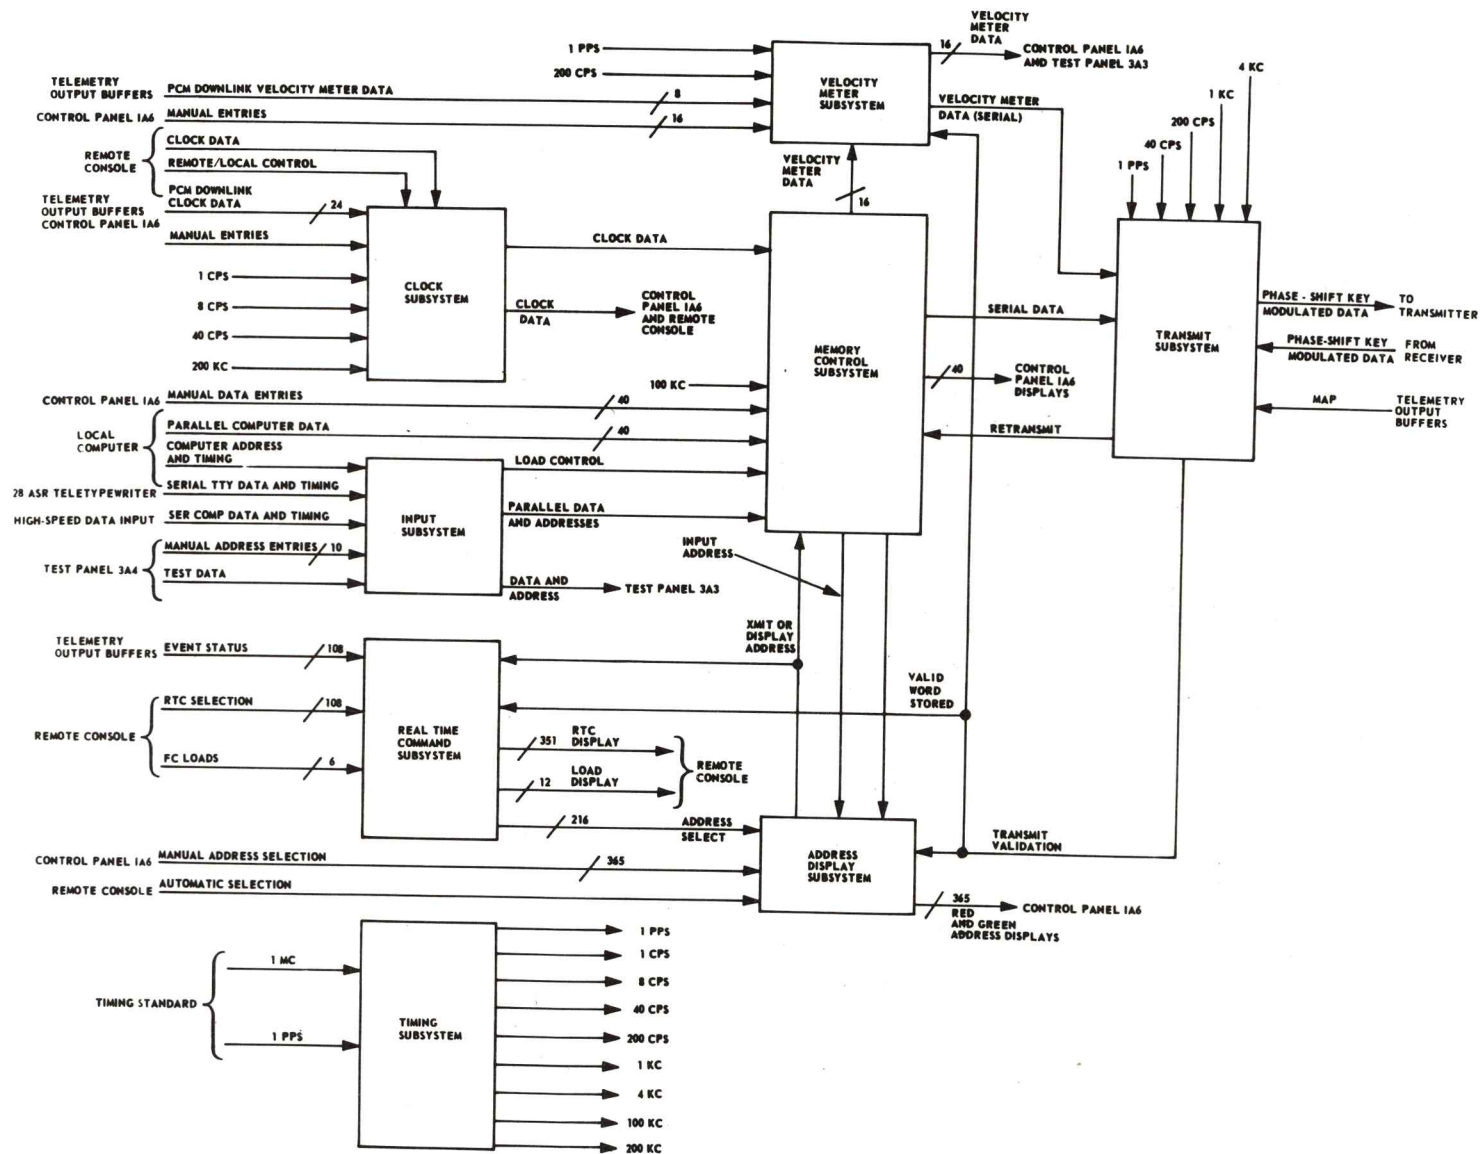 VELOCITY
METER
DATA
16
CONTROL PANEL IA6
AND TEST PANEL 3A3
1 PPS
200 CPS
VELOCITY
METER
SUBSYSTEM
TELEMETRY
OUTPUT BUFFERS
PCM DOWNLINK VELOCITY METER DATA
8
CONTROL PANEL IA6
MANUAL ENTRIES
16
VELOCITY METER
DATA (SERIAL)
4 KC
1 KC
200 CPS
40 CPS
1 PPS
REMOTE
CONSOLE
CLOCK DATA
REMOTE/LOCAL CONTROL
VELOCITY
METER
DATA
16
TELEMETRY
OUTPUT BUFFERS
CONTROL PANEL IA6
PCM DOWNLINK
CLOCK DATA
24
MANUAL ENTRIES
1 CPS
8 CPS
40 CPS
200 KC
CLOCK
SUBSYSTEM
CLOCK DATA
CLOCK
DATA
CONTROL
PANEL IA6
AND REMOTE
CONSOLE
MEMORY
CONTROL
SUBSYSTEM
SERIAL DATA
40
CONTROL
PANEL IA6
DISPLAYS
RETRANSMIT
TRANSMIT
SUBSYSTEM
PHASE - SHIFT KEY
MODULATED DATA
TO
TRANSMITTER
PHASE-SHIFT KEY
MODULATED DATA
FROM
RECEIVER
MAP
TELEMETRY
OUTPUT
BUFFERS
100 KC
CONTROL PANEL IA6
MANUAL DATA ENTRIES
40
LOCAL
COMPUTER
PARALLEL COMPUTER DATA
40
COMPUTER ADDRESS
AND TIMING
28 ASR TELETYPEWRITER
SERIAL TTY DATA AND TIMING
HIGH-SPEED DATA INPUT
SER COMP DATA AND TIMING
TEST PANEL 3A4
MANUAL ADDRESS ENTRIES
10
TEST DATA
INPUT
SUBSYSTEM
LOAD CONTROL
PARALLEL DATA
AND ADDRESSES
DATA AND
ADDRESS
TEST PANEL 3A3
INPUT
ADDRESS
XMIT OR
DISPLAY
ADDRESS
VALID
WORD
STORED
TELEMETRY
OUTPUT BUFFERS
EVENT STATUS
108
REMOTE CONSOLE
RTC SELECTION
108
FC LOADS
6
REAL TIME
COMMAND
SUBSYSTEM
351
RTC
DISPLAY
12
LOAD
DISPLAY
REMOTE
CONSOLE
216
ADDRESS
SELECT
CONTROL PANEL IA6
MANUAL ADDRESS SELECTION
365
REMOTE CONSOLE
AUTOMATIC SELECTION
ADDRESS
DISPLAY
SUBSYSTEM
TRANSMIT
VALIDATION
365
RED
AND GREEN
ADDRESS DISPLAYS
CONTROL PANEL IA6
TIMING STANDARD
1 MC
1 PPS
TIMING
SUBSYSTEM
1 PPS
1 CPS
8 CPS
40 CPS
200 CPS
1 KC
4 KC
100 KC
200 KC